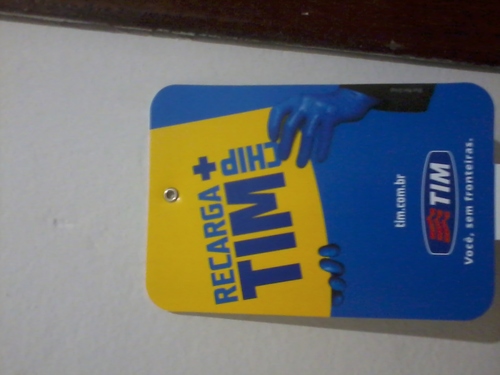 RECARGA +
TIM CHIP
tim.com.br
TIM
Você, sem fronteiras.